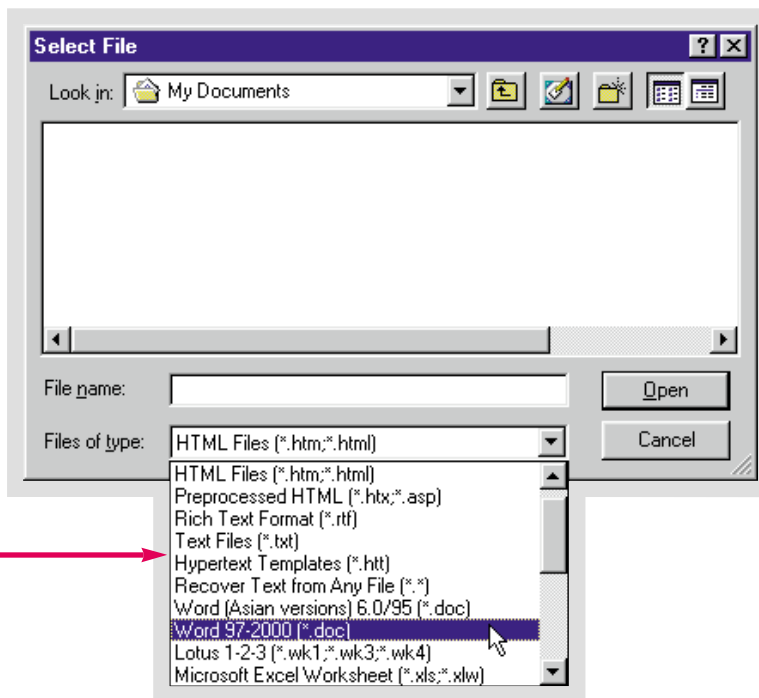 Select File
Look in: My Documents
File name: Open
Files of type: HTML Files (*.htm;*.html) Cancel
HTML Files (*.htm;*.html)
Preprocessed HTML (*.htx;*.asp)
Rich Text Format (*.rtf)
Text Files (*.txt)
Hypertext Templates (*.htt)
Recover Text from Any File (*.*)
Word (Asian versions) 6.0/95 (*.doc)
Word 97-2000 (*.doc)
Lotus 1-2-3 (*.wk1;*.wk3;*.wk4)
Microsoft Excel Worksheet (*.xls;*.xlw)